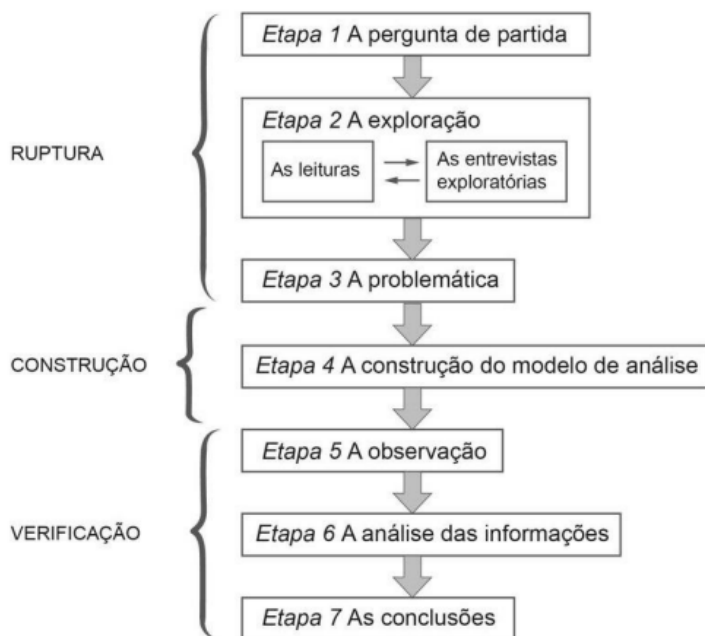 Etapa 1 A pergunta de partida
Etapa 2 A exploração
RUPTURA
As leituras
As entrevistas
exploratórias
Etapa 3 A problemática
CONSTRUÇÃO
Etapa 4 A construção do modelo de análise
Etapa 5 A observação
VERIFICAÇÃO
Etapa 6 A análise das informações
Etapa 7 As conclusões